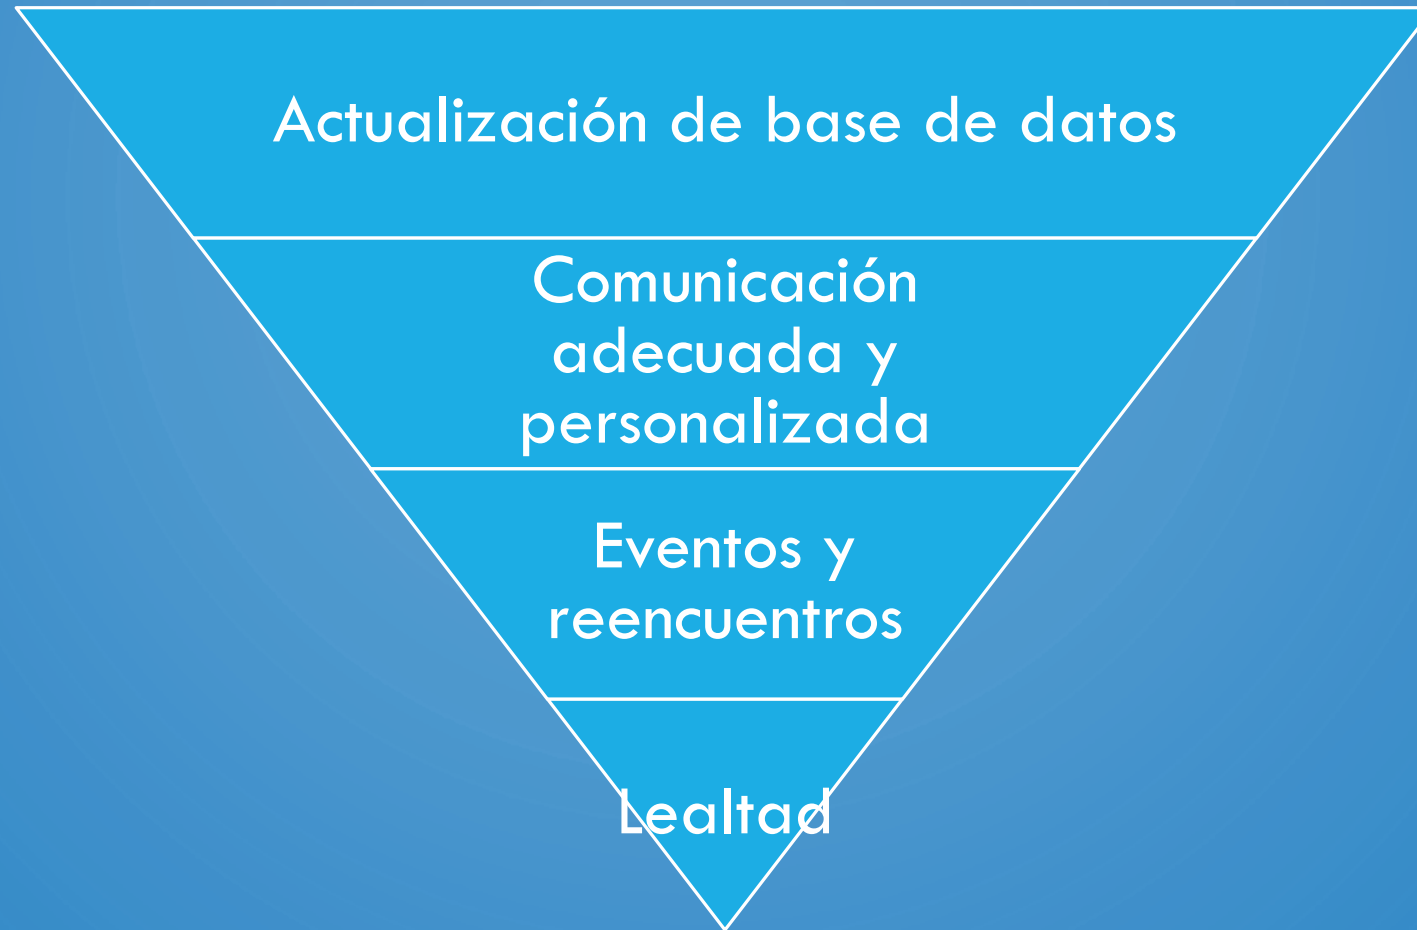 Actualización de base de datos
Comunicación
adecuada y
personalizada
Eventos y
reencuentros
Lealtad